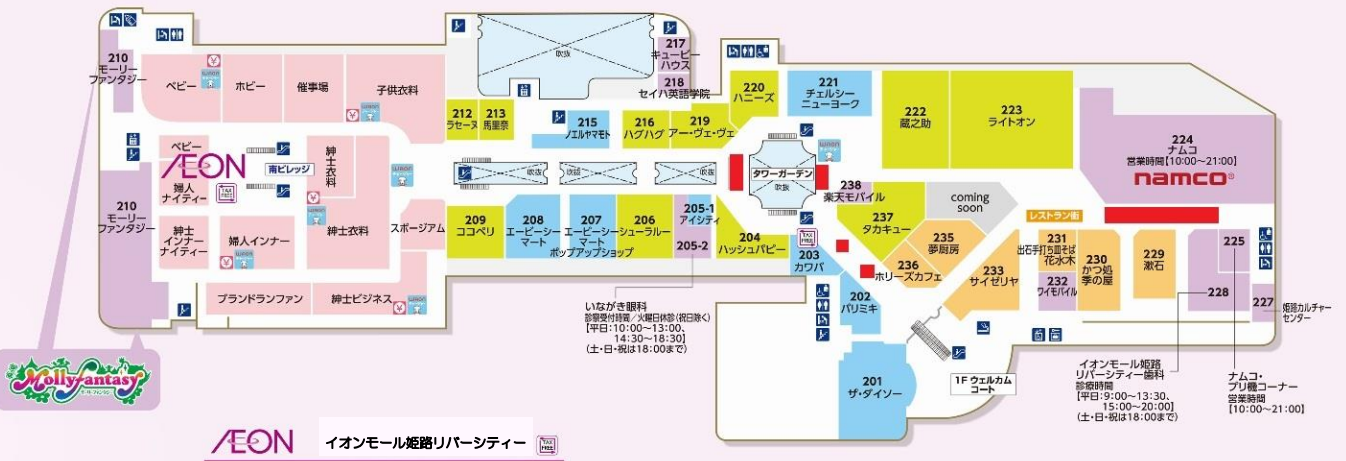 210
モーリー
ファンタジー
ベビー
ホビー
催事場
子供衣料
吹抜
217
キュービー
ハウス
218
セイハ英語学院
212
ラセーヌ
213
馬里奈
215
ノエルヤマモト
216
ハグハグ
219
アー・ヴェ・ヴェ
220
ハニーズ
221
チェルシー
ニューヨーク
222
蔵之助
223
ライトオン
224
ナムコ
営業時間【10:00〜21:00】
namco®
ベビー
ÆON
婦人
ナイティー
TAX
FREE
南ビレッジ
紳士衣料
210
モーリー
ファンタジー
紳士
インナー
ナイティー
婦人インナー
紳士衣料
スポージアム
ブランドランファン
紳士ビジネス
吹抜
吹抜
吹抜
タワーガーデン
吹抜
209
ココペリ
208
エービーシー
マート
207
エービーシー
マート
ポップアップショップ
206
シューラルー
205-1
アイシティ
205-2
204
ハッシュパピー
TAX
FREE
203
カワバ
202
パリミキ
201
ザ・ダイソー
238
楽天モバイル
237
タカキュー
coming
soon
236
ホリーズカフェ
235
夢厨房
233
サイゼリヤ
レストラン街
231
出石手打ち皿そば
花水木
232
ワイモバイル
230
かつ処
季の屋
229
漱石
225
228
227
姫路カルチャー
センター
いながき眼科
診察受付時間/火曜日休診(祝日除く)
【平日:10:00〜13:00、
14:30〜18:30】
(土・日・祝は18:00まで)
1F ウェルカム
コート
イオンモール姫路
リバーシティー歯科
診療時間
【平日:9:00〜13:30、
15:00〜20:00】
(土・日・祝は18:00まで)
ナムコ・
プリ機コーナー
営業時間
【10:00〜21:00】
Mollyfantasy
ÆON
イオンモール姫路リバーシティー
TAX
FREE